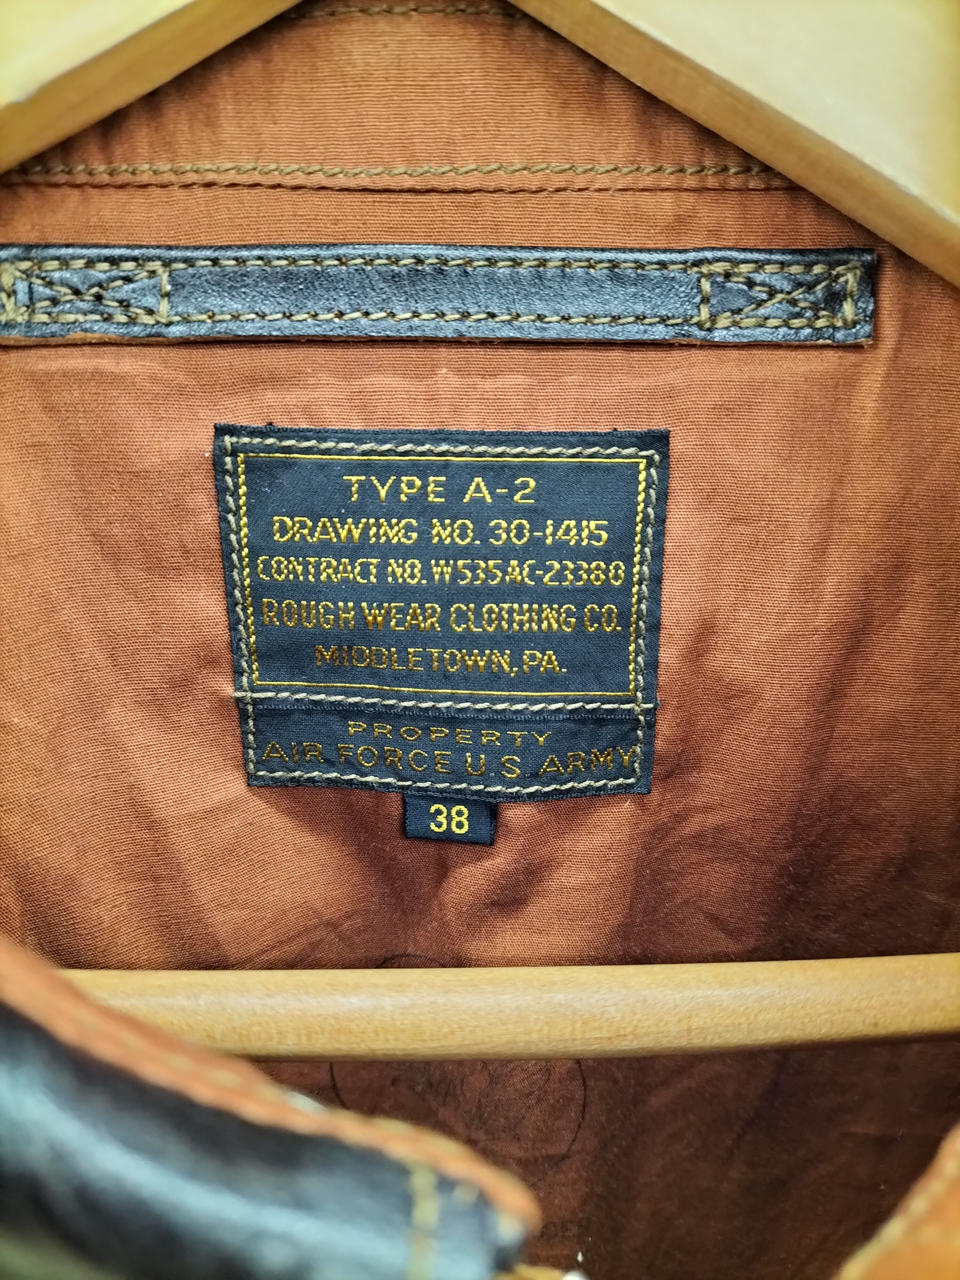 TYPE A-2
DRAWING NO. 30-1415
CONTRACT NO. W535AC-23380
ROUGH WEAR CLOTHING CO.
MIDDLETOWN, PA.
PROPERTY
AIR FORCE U.S. ARMY
38